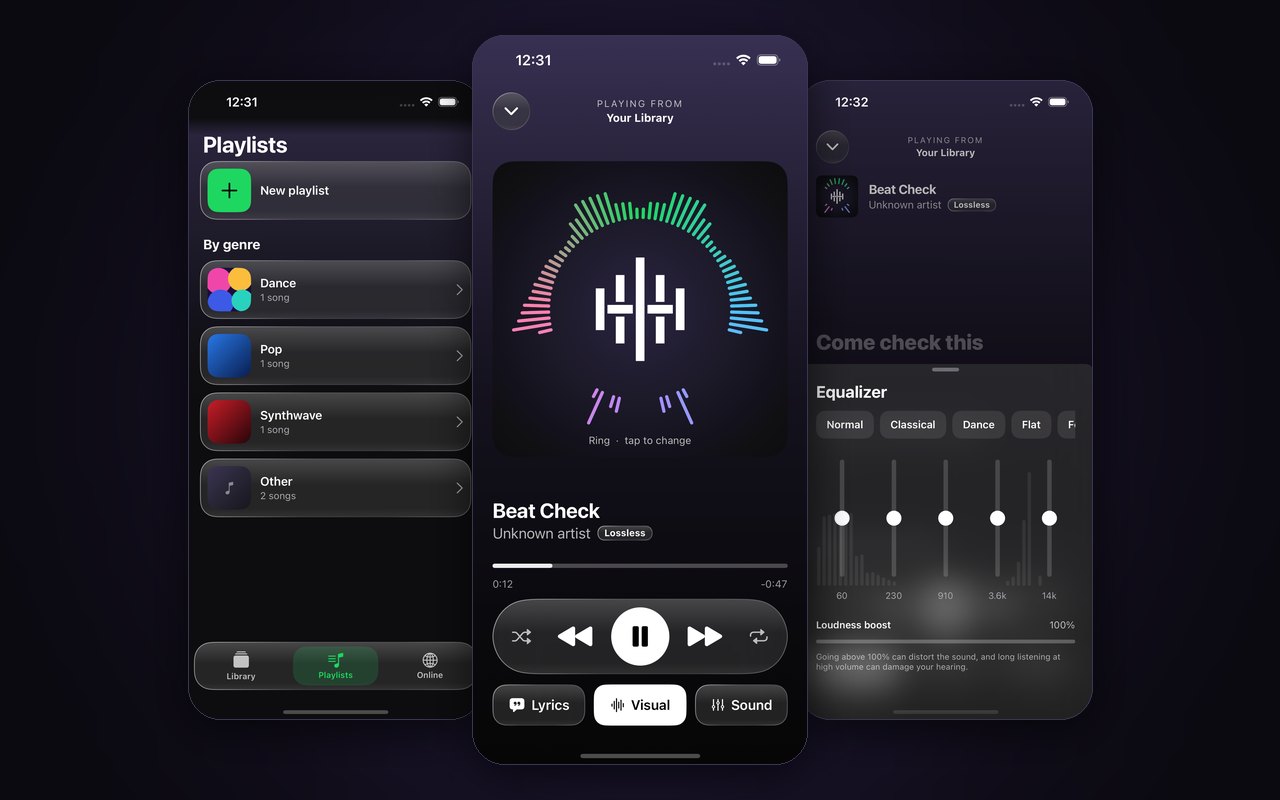 12:31
Playlists
New playlist
By genre
Dance
1 song
Pop
1 song
Synthwave
1 song
Other
2 songs
Library
Playlists
Online
12:31
PLAYING FROM
Your Library
Ring · tap to change
Beat Check
Unknown artist Lossless
0:12 -0:47
Lyrics Visual Sound
12:32
PLAYING FROM
Your Library
Beat Check
Unknown artist Lossless
Come check this
Equalizer
Normal Classical Dance Flat
60 230 910 3.6k 14k
Loudness boost 100%
Going above 100% can distort the sound, and long listening at
high volume can damage your hearing.